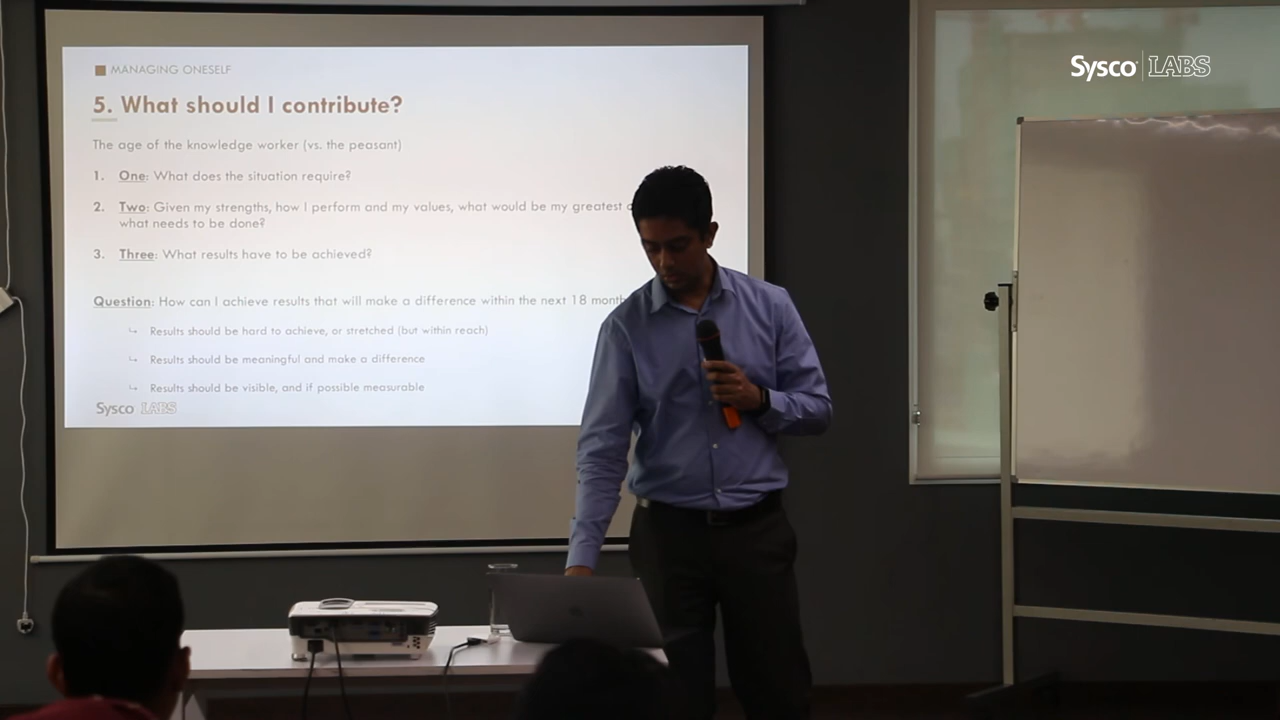 MANAGING ONESELF
Sysco LABS
5. What should I contribute?
The age of the knowledge worker (vs. the peasant)
1. One: What does the situation require?
2. Two: Given my strengths, how I perform and my values, what would be my greatest
what needs to be done?
3. Three: What results have to be achieved?
Question: How can I achieve results that will make a difference within the next 18
↳ Results should be hard to achieve, or stretched (but within reach)
↳ Results should be meaningful and make a difference
↳ Results should be visible, and if possible measurable
Sysco LABS